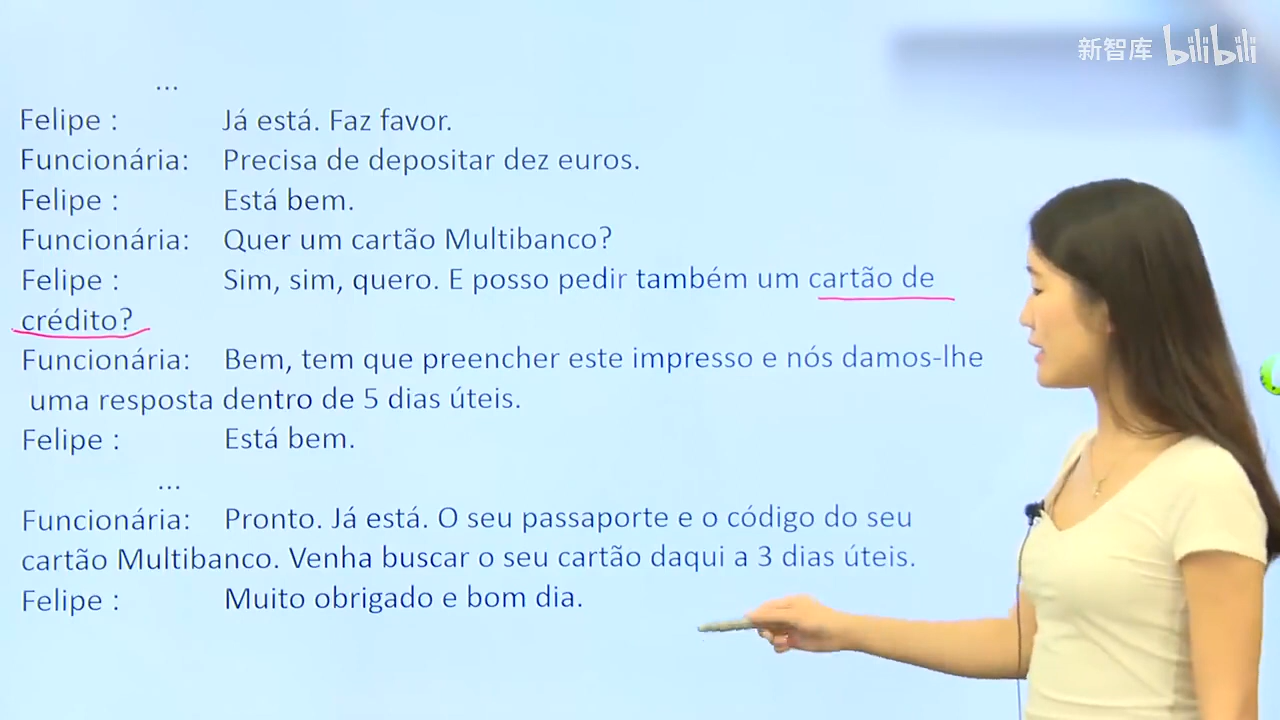 新智库 bilibili
...
Felipe : Já está. Faz favor.
Funcionária: Precisa de depositar dez euros.
Felipe : Está bem.
Funcionária: Quer um cartão Multibanco?
Felipe : Sim, sim, quero. E posso pedir também um cartão de
crédito?
Funcionária: Bem, tem que preencher este impresso e nós damos-lhe
uma resposta dentro de 5 dias úteis.
Felipe : Está bem.
...
Funcionária: Pronto. Já está. O seu passaporte e o código do seu
cartão Multibanco. Venha buscar o seu cartão daqui a 3 dias úteis.
Felipe : Muito obrigado e bom dia.